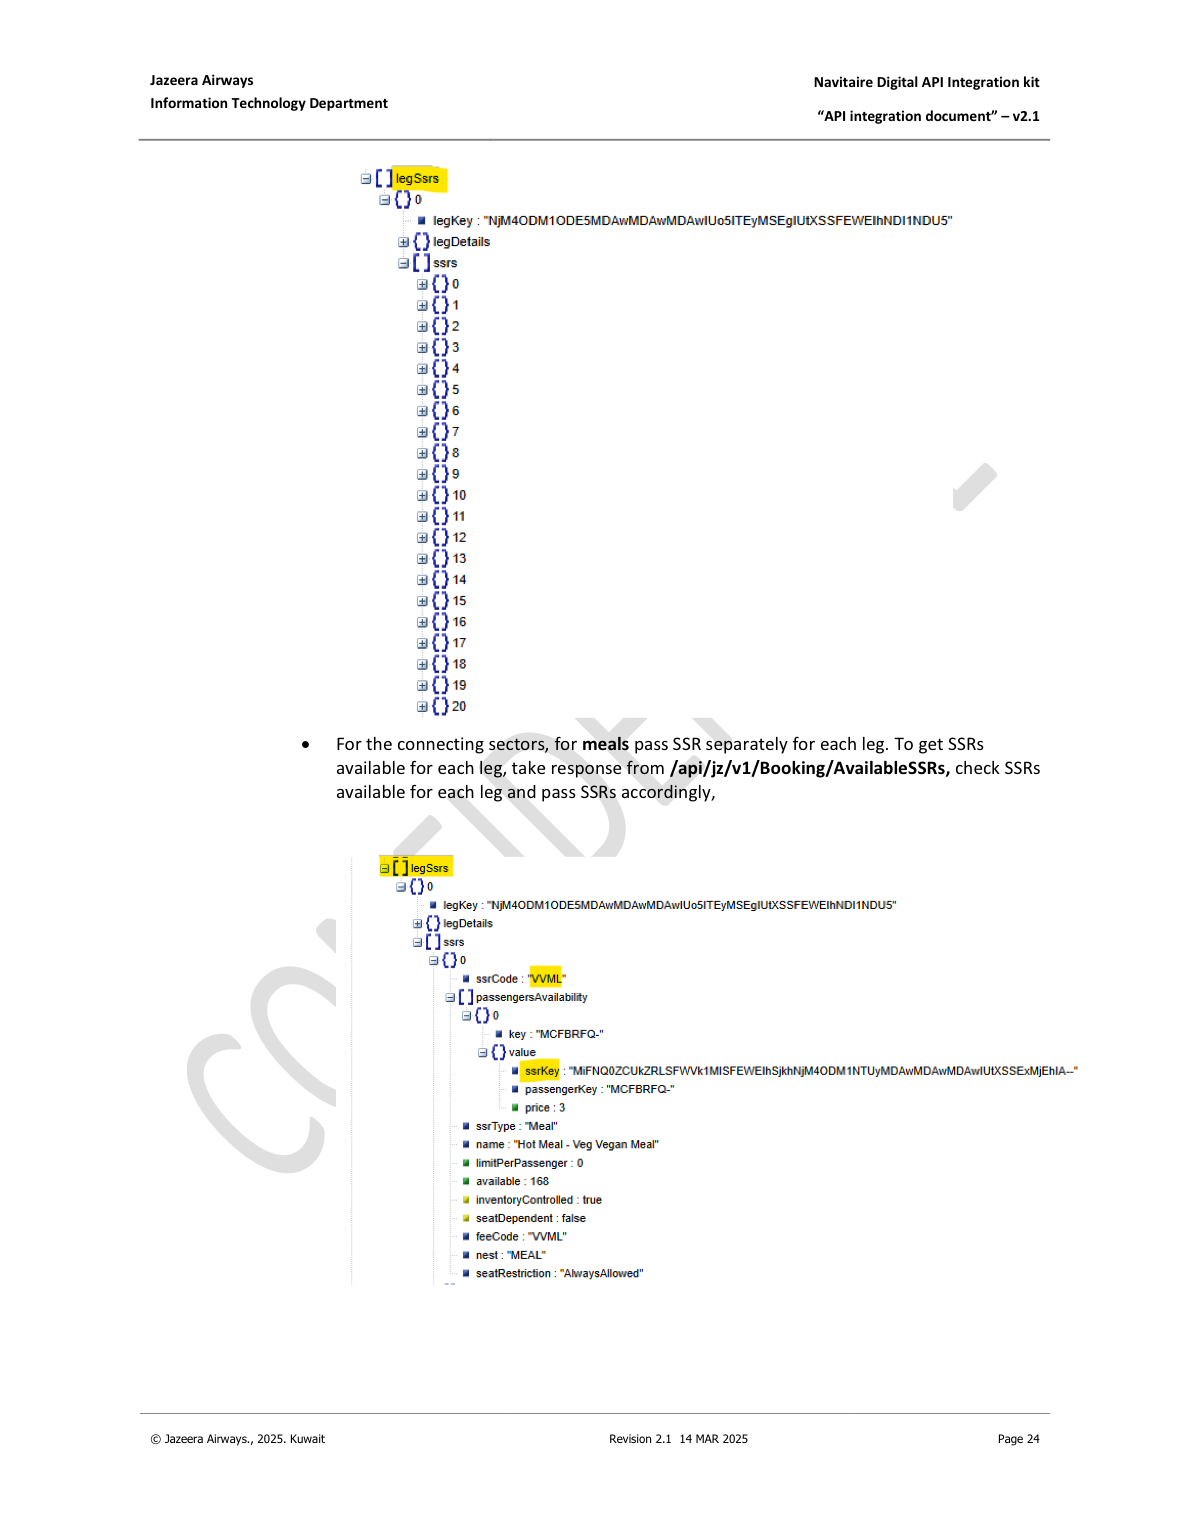 Jazeera Airways
Information Technology Department
Navitaire Digital API Integration kit
“API integration document” – v2.1
legSsrs
0
legKey : "NjM4ODM1ODE5MDAwMDAwMDAwIUo5ITEyMSEgIUtXSSFEWEIhNDI1NDU5"
legDetails
ssrs
0
1
2
3
4
5
6
7
8
9
10
11
12
13
14
15
16
17
18
19
20
• For the connecting sectors, for meals pass SSR separately for each leg. To get SSRs
available for each leg, take response from /api/jz/v1/Booking/AvailableSSRs, check SSRs
available for each leg and pass SSRs accordingly,
legSsrs
0
legKey : "NjM4ODM1ODE5MDAwMDAwMDAwIUo5ITEyMSEgIUtXSSFEWEIhNDI1NDU5"
legDetails
ssrs
0
ssrCode : "VVML"
passengersAvailability
0
key : "MCFBRFQ-"
value
ssrKey : "MiFNQ0ZCUkZRLSFWVk1MISFEWEIhSjkhNjM4ODM1NTUyMDAwMDAwMDAwIUtXSSExMjEhIA--"
passengerKey : "MCFBRFQ-"
price : 3
ssrType : "Meal"
name : "Hot Meal - Veg Vegan Meal"
limitPerPassenger : 0
available : 168
inventoryControlled : true
seatDependent : false
feeCode : "VVML"
nest : "MEAL"
seatRestriction : "AlwaysAllowed"
© Jazeera Airways., 2025. Kuwait
Revision 2.1 14 MAR 2025
Page 24